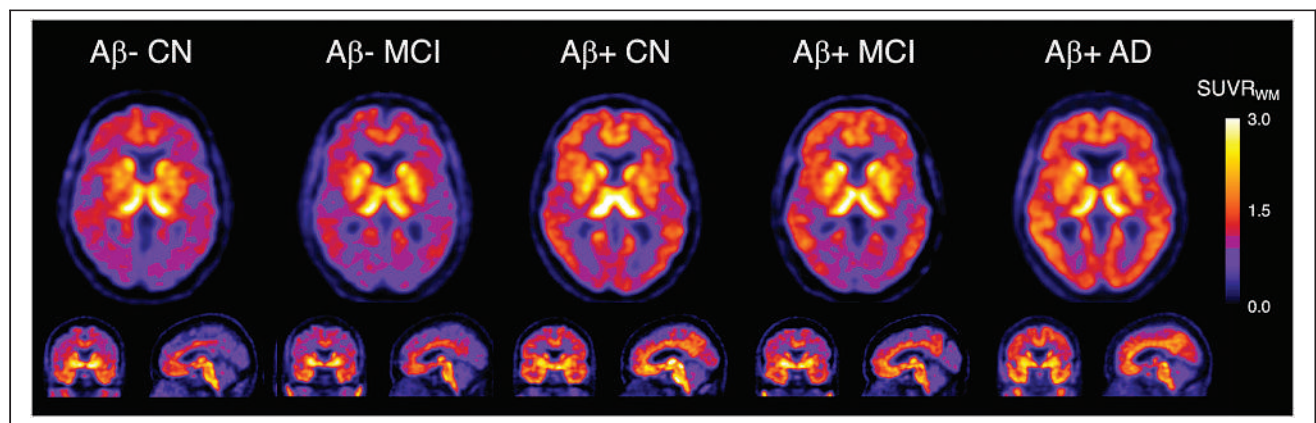 Aβ- CN
Aβ- MCI
Aβ+ CN
Aβ+ MCI
Aβ+ AD
SUVRWM
3.0
1.5
0.0